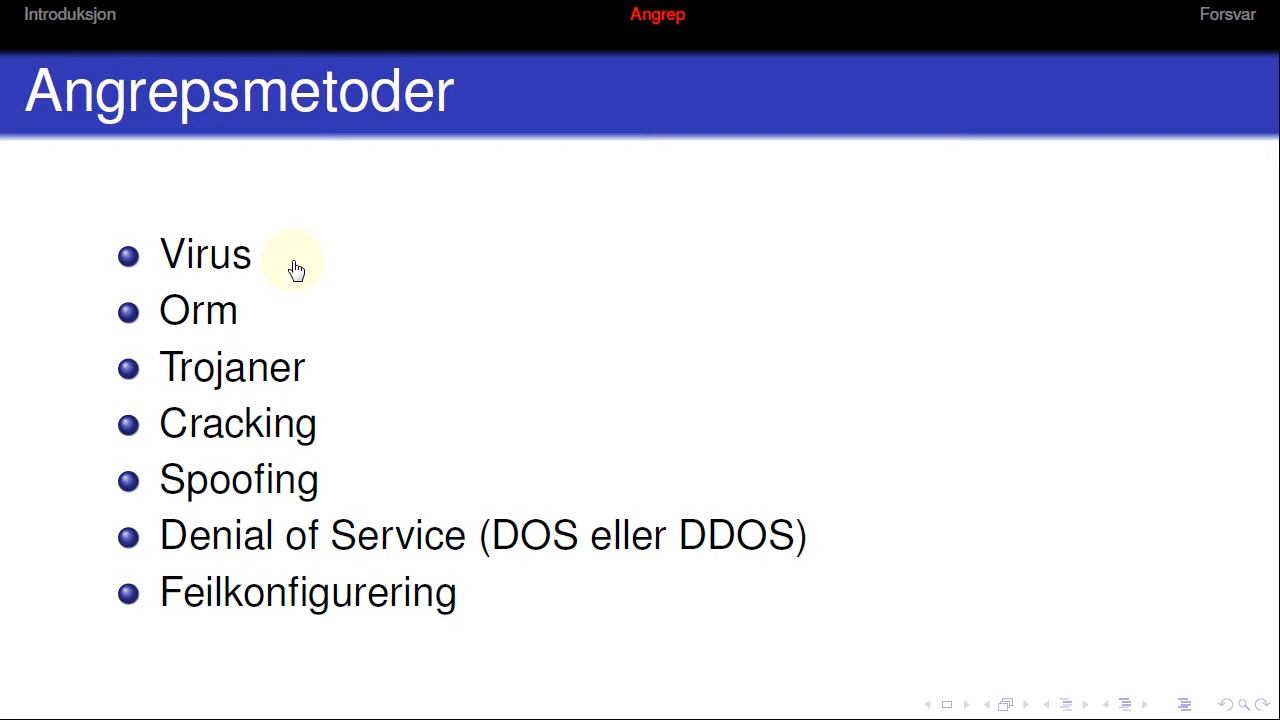 Introduksjon Angrep Forsvar
Angrepsmetoder
Virus
Orm
Trojaner
Cracking
Spoofing
Denial of Service (DOS eller DDOS)
Feilkonfigurering